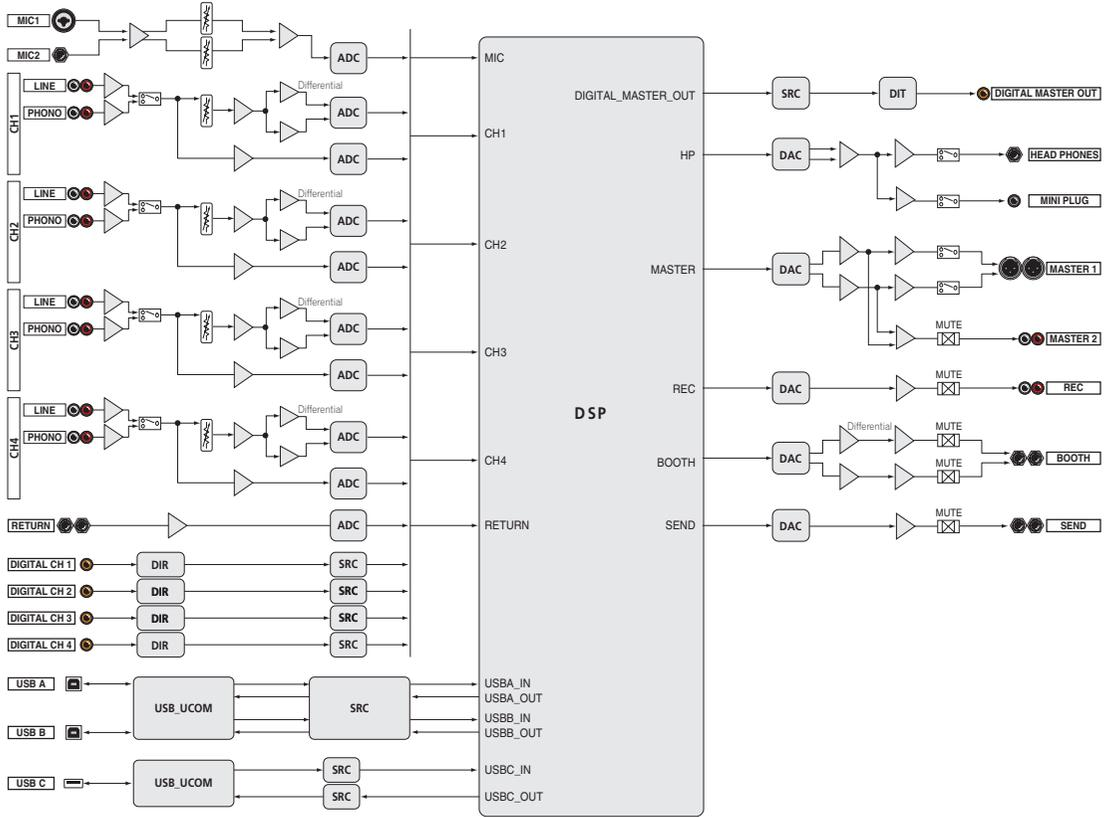 MIC1
MIC2
ADC
MIC
CH1
LINE
PHONO
Differential
ADC
ADC
CH1
CH2
LINE
PHONO
Differential
ADC
ADC
CH2
CH3
LINE
PHONO
Differential
ADC
ADC
CH3
CH4
LINE
PHONO
Differential
ADC
ADC
CH4
RETURN
ADC
RETURN
DIGITAL CH 1
DIR
SRC
DIGITAL CH 2
DIR
SRC
DIGITAL CH 3
DIR
SRC
DIGITAL CH 4
DIR
SRC
USB A
USB B
USB_UCOM
SRC
USBA_IN
USBA_OUT
USBB_IN
USBB_OUT
USB C
USB_UCOM
SRC
SRC
USBC_IN
USBC_OUT
DSP
DIGITAL_MASTER_OUT
SRC
DIT
DIGITAL MASTER OUT
HP
DAC
HEAD PHONES
MINI PLUG
MASTER
DAC
MASTER 1
MUTE
MASTER 2
REC
DAC
MUTE
REC
BOOTH
DAC
Differential
MUTE
MUTE
BOOTH
SEND
DAC
MUTE
SEND